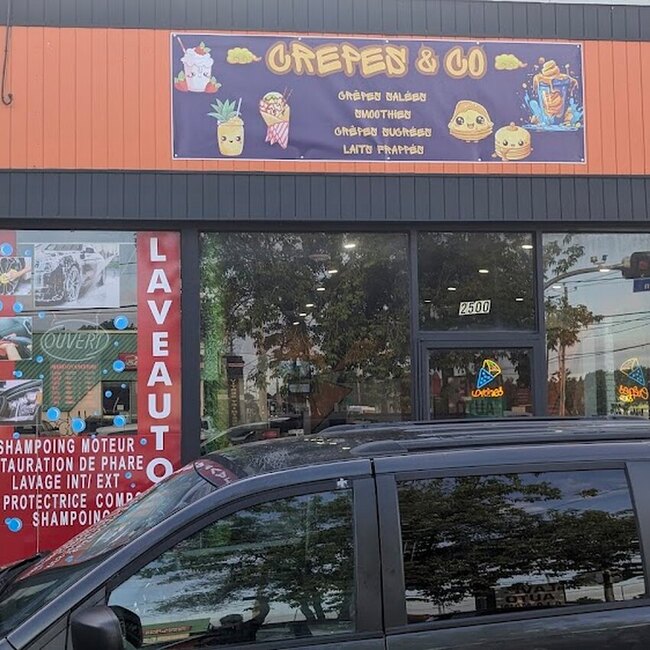 CREPES & CO
CRÊPES SALÉES
SMOOTHIES
CRÊPES SUCRÉES
LAITS FRAPPÉS
LAVEAUTO
OUVERT
2500
SHAMPOING MOTEUR
TAURATION DE PHARE
LAVAGE INT/ EXT
PROTECTRICE COMPO
SHAMPOING